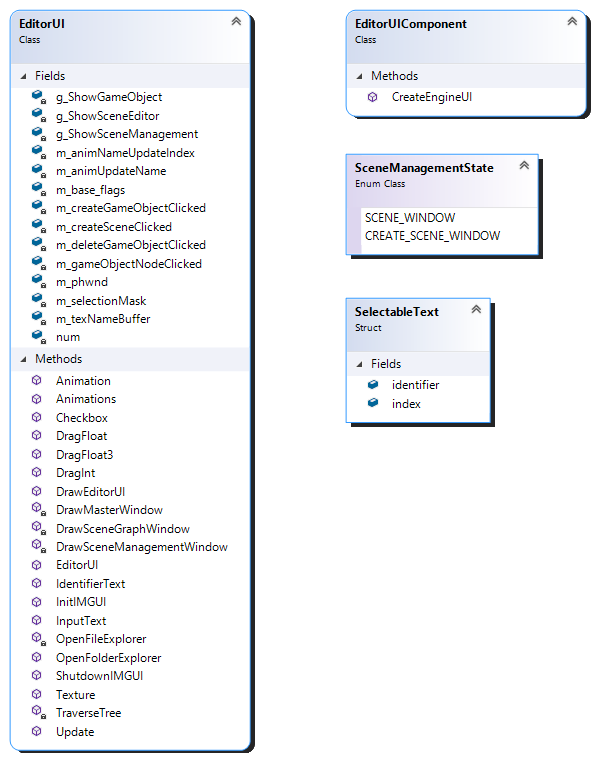 EditorUI
Class
Fields
g_ShowGameObject
g_ShowSceneEditor
g_ShowSceneManagement
m_animNameUpdateIndex
m_animUpdateName
m_base_flags
m_createGameObjectClicked
m_createSceneClicked
m_deleteGameObjectClicked
m_gameObjectNodeClicked
m_phwnd
m_selectionMask
m_texNameBuffer
num
Methods
Animation
Animations
Checkbox
DragFloat
DragFloat3
DragInt
DrawEditorUI
DrawMasterWindow
DrawSceneGraphWindow
DrawSceneManagementWindow
EditorUI
IdentifierText
InitIMGUI
InputText
OpenFileExplorer
OpenFolderExplorer
ShutdownIMGUI
Texture
TraverseTree
Update
EditorUIComponent
Class
Methods
CreateEngineUI
SceneManagementState
Enum Class
SCENE_WINDOW
CREATE_SCENE_WINDOW
SelectableText
Struct
Fields
identifier
index